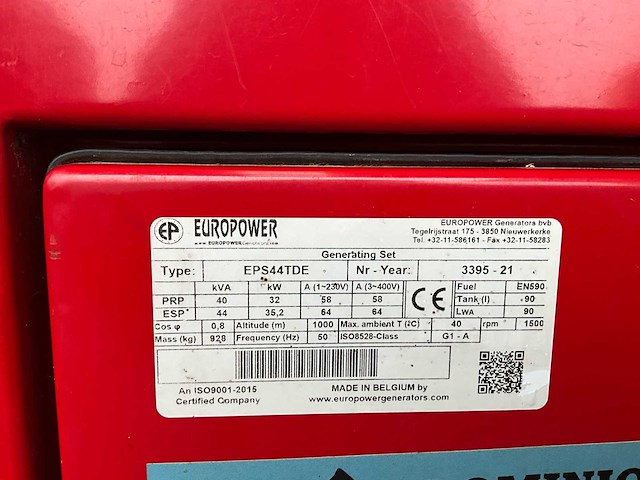 EP EUROPOWER
www.EUROPOWERGenerators.com
EUROPOWER Generators bvb
Tegelrijstraat 175 - 3850 Nieuwerkerke
Tel. +32-11-586161 - Fax +32-11-58283
Generating Set
Type: EPS44TDE Nr - Year: 3395 - 21
kVA kW A (1~230V) A (3~400V) CE Fuel EN590
PRP 40 32 58 58 Tank (l) 90
ESP* 44 35,2 64 64 LWA 90
Cos φ 0,8 Altitude (m) 1000 Max. ambient T (°C) 40 rpm 1500
Mass (kg) 928 Frequency (Hz) 50 ISO8528-Class G1 - A
An ISO9001-2015
Certified Company
MADE IN BELGIUM by
www.europowergenerators.com